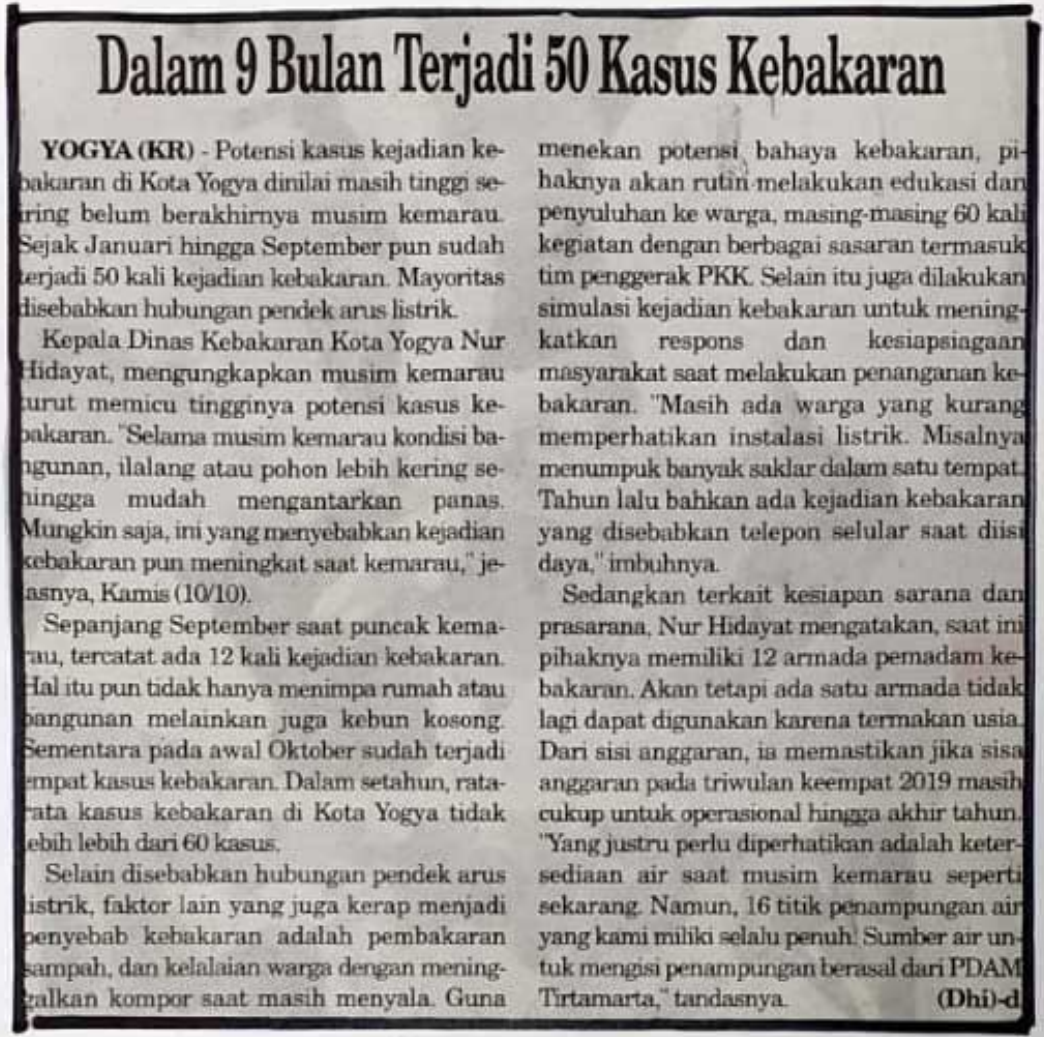 Dalam 9 Bulan Terjadi 50 Kasus Kebakaran
YOGYA (KR) - Potensi kasus kejadian ke-
bakaran di Kota Yogya dinilai masih tinggi se-
iring belum berakhirnya musim kemarau.
Sejak Januari hingga September pun sudah
terjadi 50 kali kejadian kebakaran. Mayoritas
disebabkan hubungan pendek arus listrik.
Kepala Dinas Kebakaran Kota Yogya Nur
Hidayat, mengungkapkan musim kemarau
turut memicu tingginya potensi kasus ke-
bakaran. "Selama musim kemarau kondisi ba-
ngunan, ilalang atau pohon lebih kering se-
hingga mudah mengantarkan panas.
Mungkin saja, ini yang menyebabkan kejadian
kebakaran pun meningkat saat kemarau," je-
lasnya, Kamis (10/10).
Sepanjang September saat puncak kema-
rau, tercatat ada 12 kali kejadian kebakaran.
Hal itu pun tidak hanya menimpa rumah atau
bangunan melainkan juga kebun kosong.
Sementara pada awal Oktober sudah terjadi
empat kasus kebakaran. Dalam setahun, rata-
rata kasus kebakaran di Kota Yogya tidak
lebih lebih dari 60 kasus.
Selain disebabkan hubungan pendek arus
listrik, faktor lain yang juga kerap menjadi
penyebab kebakaran adalah pembakaran
sampah, dan kelalaian warga dengan mening-
galkan kompor saat masih menyala. Guna
menekan potensi bahaya kebakaran, pi-
haknya akan rutin melakukan edukasi dan
penyuluhan ke warga, masing-masing 60 kali
kegiatan dengan berbagai sasaran termasuk
tim penggerak PKK. Selain itu juga dilakukan
simulasi kejadian kebakaran untuk mening-
katkan respons dan kesiapsiagaan
masyarakat saat melakukan penanganan ke-
bakaran. "Masih ada warga yang kurang
memperhatikan instalasi listrik. Misalnya
menumpuk banyak saklar dalam satu tempat.
Tahun lalu bahkan ada kejadian kebakaran
yang disebabkan telepon selular saat diisi
daya," imbuhnya.
Sedangkan terkait kesiapan sarana dan
prasarana, Nur Hidayat mengatakan, saat ini
pihaknya memiliki 12 armada pemadam ke-
bakaran. Akan tetapi ada satu armada tidak
lagi dapat digunakan karena termakan usia.
Dari sisi anggaran, ia memastikan jika sisa
anggaran pada triwulan keempat 2019 masih
cukup untuk operasional hingga akhir tahun.
"Yang justru perlu diperhatikan adalah keter-
sediaan air saat musim kemarau seperti
sekarang. Namun, 16 titik penampungan air
yang kami miliki selalu penuh. Sumber air un-
tuk mengisi penampungan berasal dari PDAM
Tirtamarta," tandasnya. (Dhi)-d